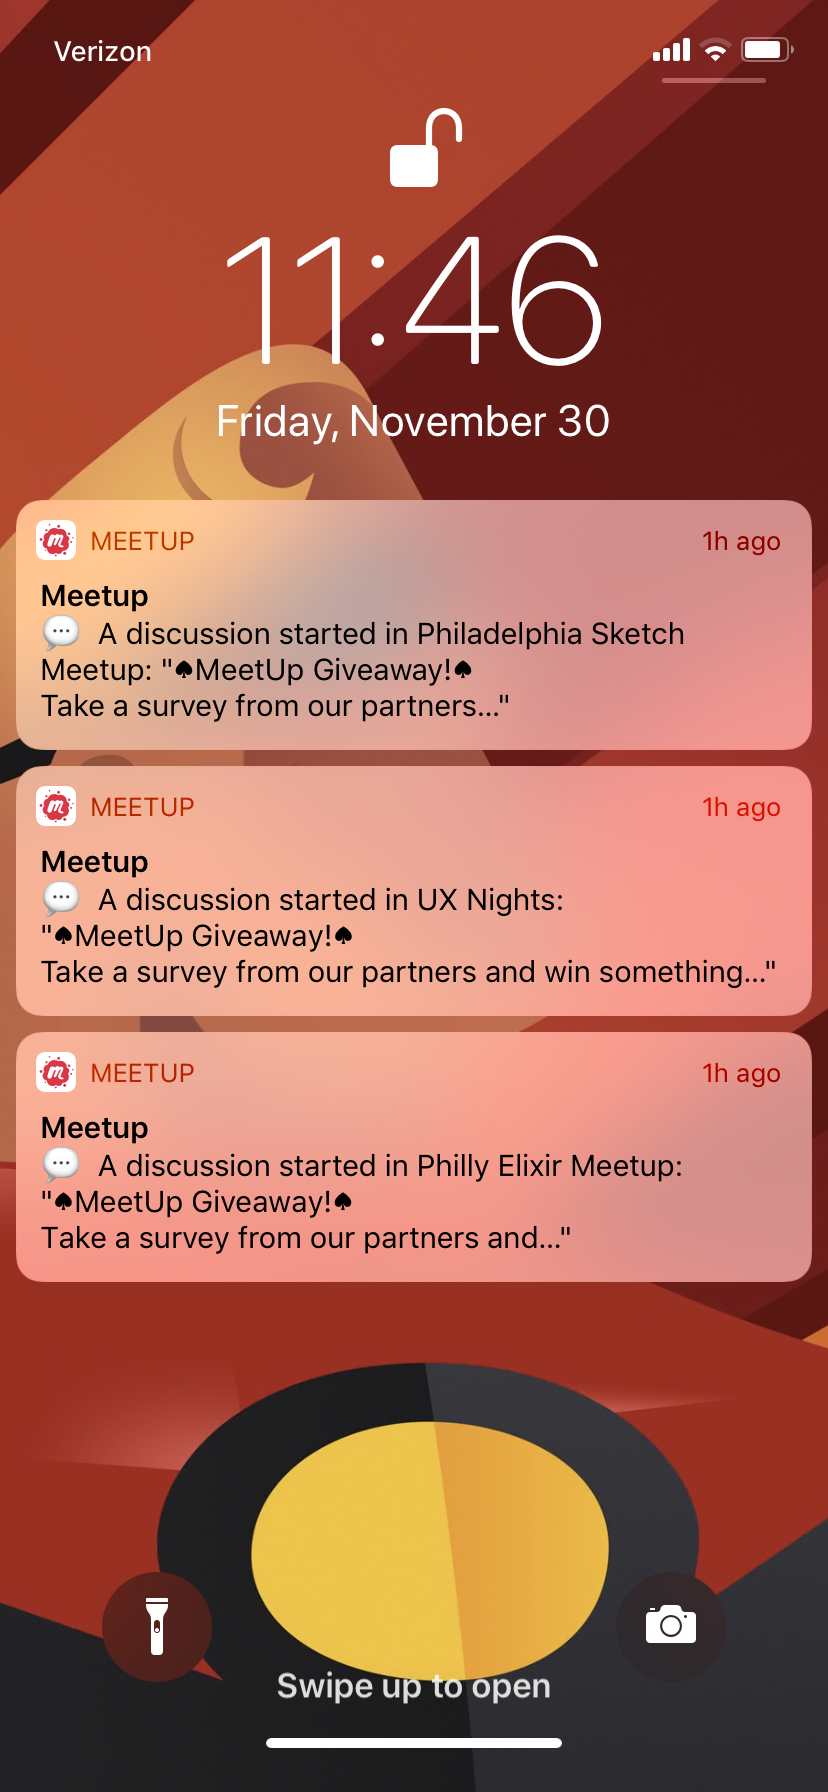 Verizon
11:46
Friday, November 30
MEETUP 1h ago
Meetup
💬 A discussion started in Philadelphia Sketch
Meetup: "♠MeetUp Giveaway!♠
Take a survey from our partners..."
MEETUP 1h ago
Meetup
💬 A discussion started in UX Nights:
"♠MeetUp Giveaway!♠
Take a survey from our partners and win something..."
MEETUP 1h ago
Meetup
💬 A discussion started in Philly Elixir Meetup:
"♠MeetUp Giveaway!♠
Take a survey from our partners and..."
Swipe up to open